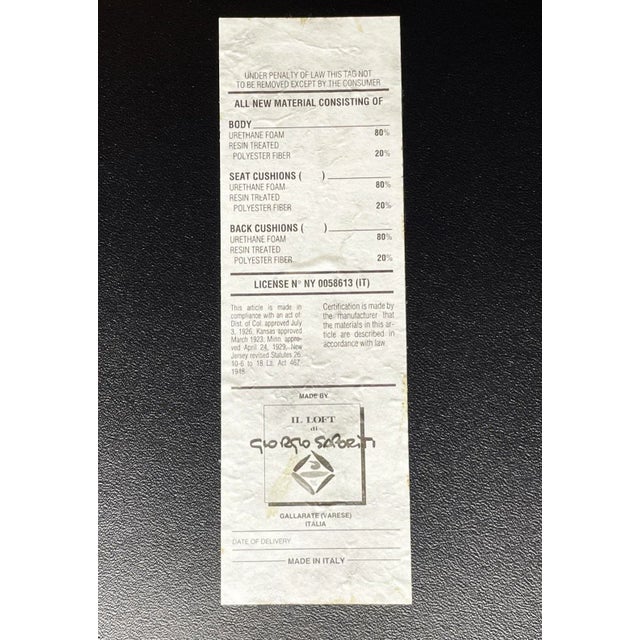 UNDER PENALTY OF LAW THIS TAG NOT
TO BE REMOVED EXCEPT BY THE CONSUMER
ALL NEW MATERIAL CONSISTING OF
BODY
URETHANE FOAM 80%
RESIN TREATED
POLYESTER FIBER 20%
SEAT CUSHIONS ( )
URETHANE FOAM 80%
RESIN TREATED
POLYESTER FIBER 20%
BACK CUSHIONS ( )
URETHANE FOAM 80%
RESIN TREATED
POLYESTER FIBER 20%
LICENSE N° NY 0058613 (IT)
This article is made in
compliance with an act of
Dist. of Col. approved July
3, 1926. Kansas approved
March 1923. Minn appro-
ved April 24, 1929. New
Jersey revised Statutes 26.
10-6 to 18 La. Act 467.
1948.
Certification is made by
the manufacturer that
the materials in this ar-
ticle are described in
accordance with law.
MADE BY
IL LOFT
di
GIORGIO SAPORITI
GALLARATE (VARESE)
ITALIA
DATE OF DELIVERY
MADE IN ITALY